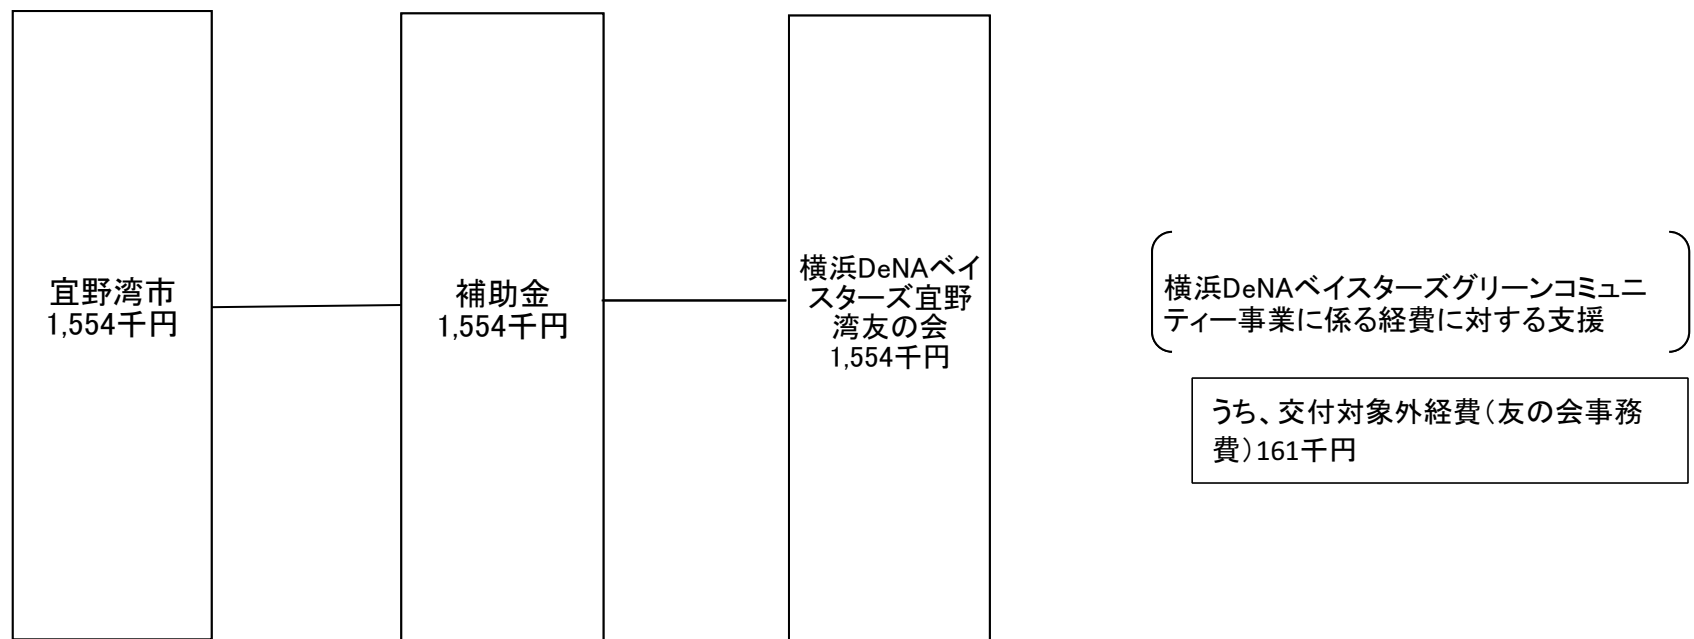 宜野湾市
1,554千円
補助金
1,554千円
横浜DeNAベイ
スターズ宜野
湾友の会
1,554千円
横浜DeNAベイスターズグリーンコミュニ
ティー事業に係る経費に対する支援
うち、交付対象外経費(友の会事務
費)161千円